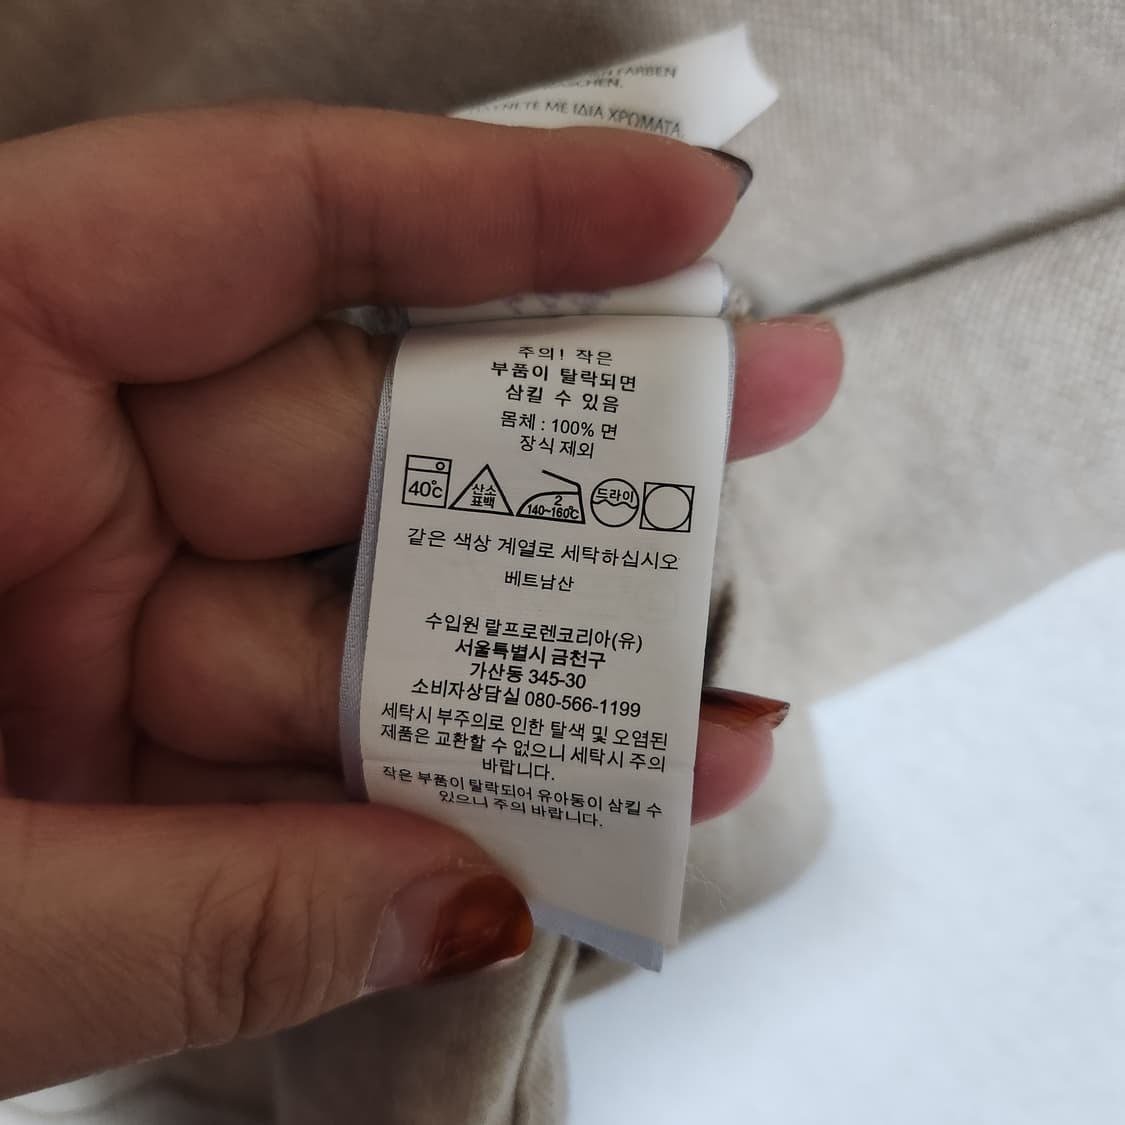 FARBEN
ΜΕ ΙΔΙΑ ΧΡΩΜΑΤΑ.
주의! 작은
부품이 탈락되면
삼킬 수 있음
몸체 : 100% 면
장식 제외
40℃ 산소 표백 2 140~160℃ 드라이
같은 색상 계열로 세탁하십시오
베트남산
수입원 랄프로렌코리아(유)
서울특별시 금천구
가산동 345-30
소비자상담실 080-566-1199
세탁시 부주의로 인한 탈색 및 오염된
제품은 교환할 수 없으니 세탁시 주의
바랍니다.
작은 부품이 탈락되어 유아동이 삼킬 수
있으니 주의 바랍니다.